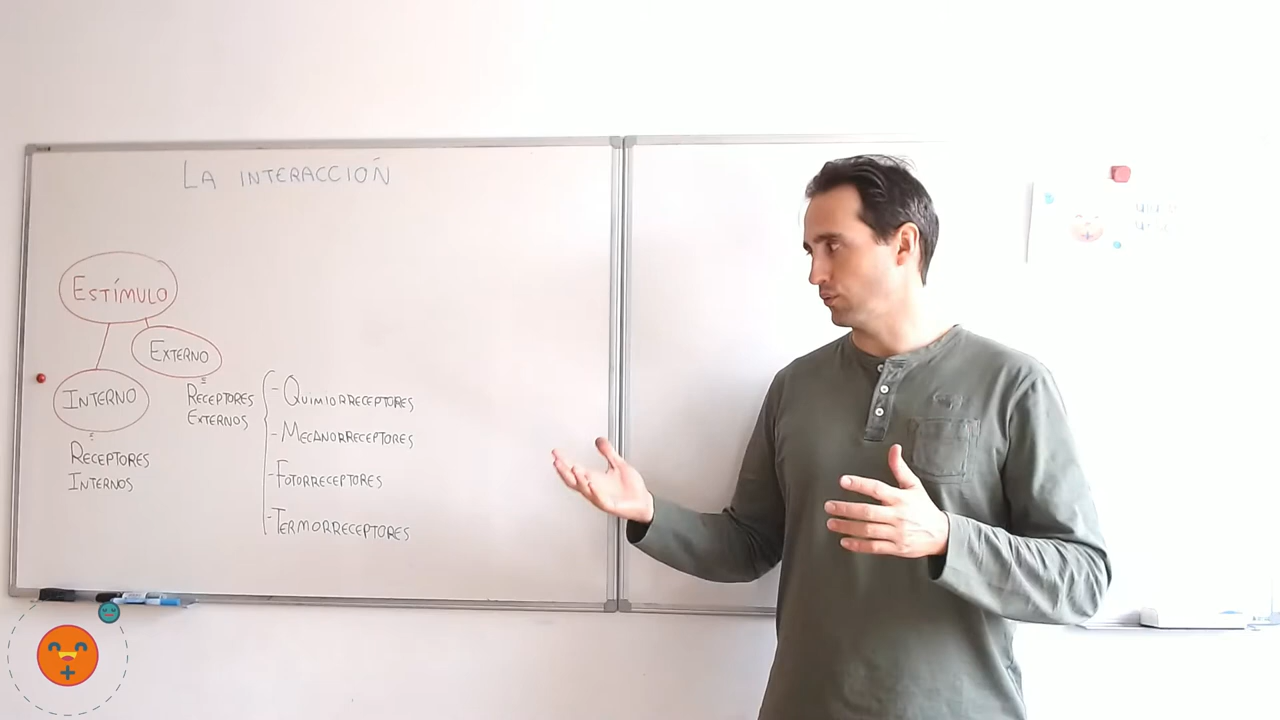 LA INTERACCIÓN
ESTÍMULO
EXTERNO
INTERNO
RECEPTORES
EXTERNOS
- QUIMIORRECEPTORES
- MECANORRECEPTORES
- FOTORRECEPTORES
- TERMORRECEPTORES
RECEPTORES
INTERNOS